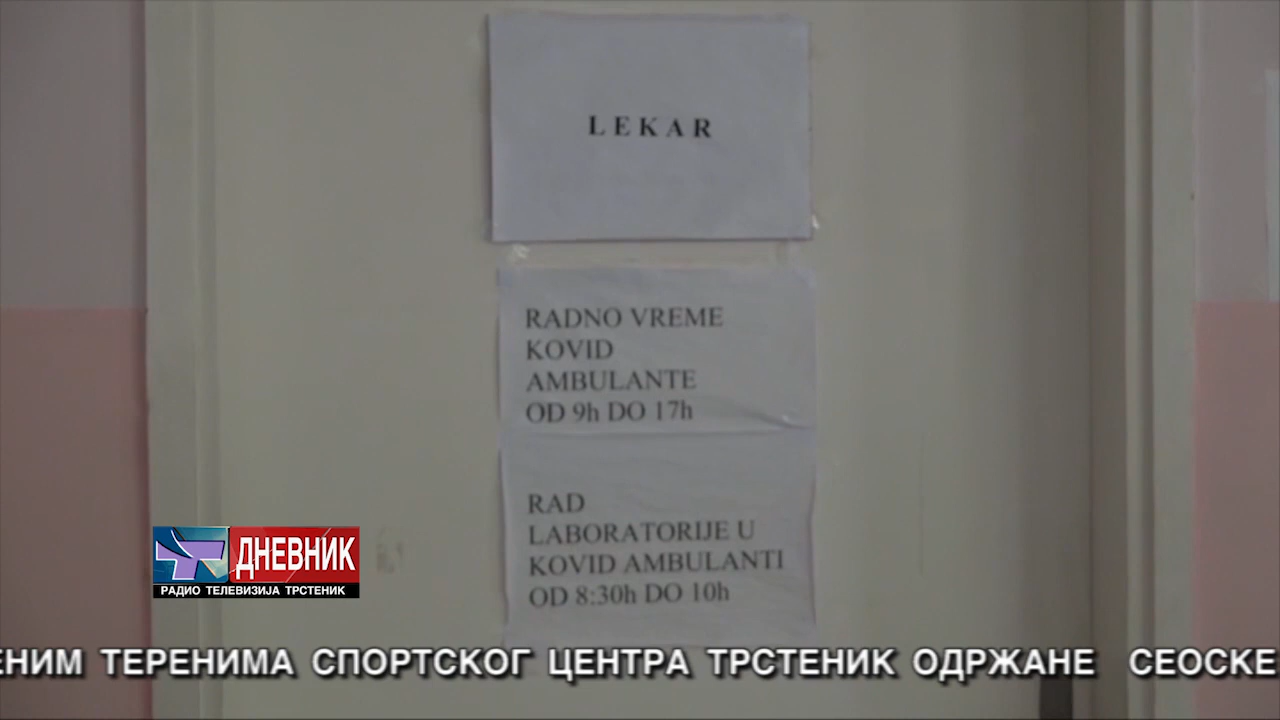 LEKAR
RADNO VREME
KOVID
AMBULANTE
OD 9h DO 17h
RAD
LABORATORIJE U
KOVID AMBULANTI
OD 8:30h DO 10h
ДНЕВНИК
РАДИО ТЕЛЕВИЗИЈА ТРСТЕНИК
ЕНИМ ТЕРЕНИМА СПОРТСКОГ ЦЕНТРА ТРСТЕНИК ОДРЖАНЕ СЕОСКЕ